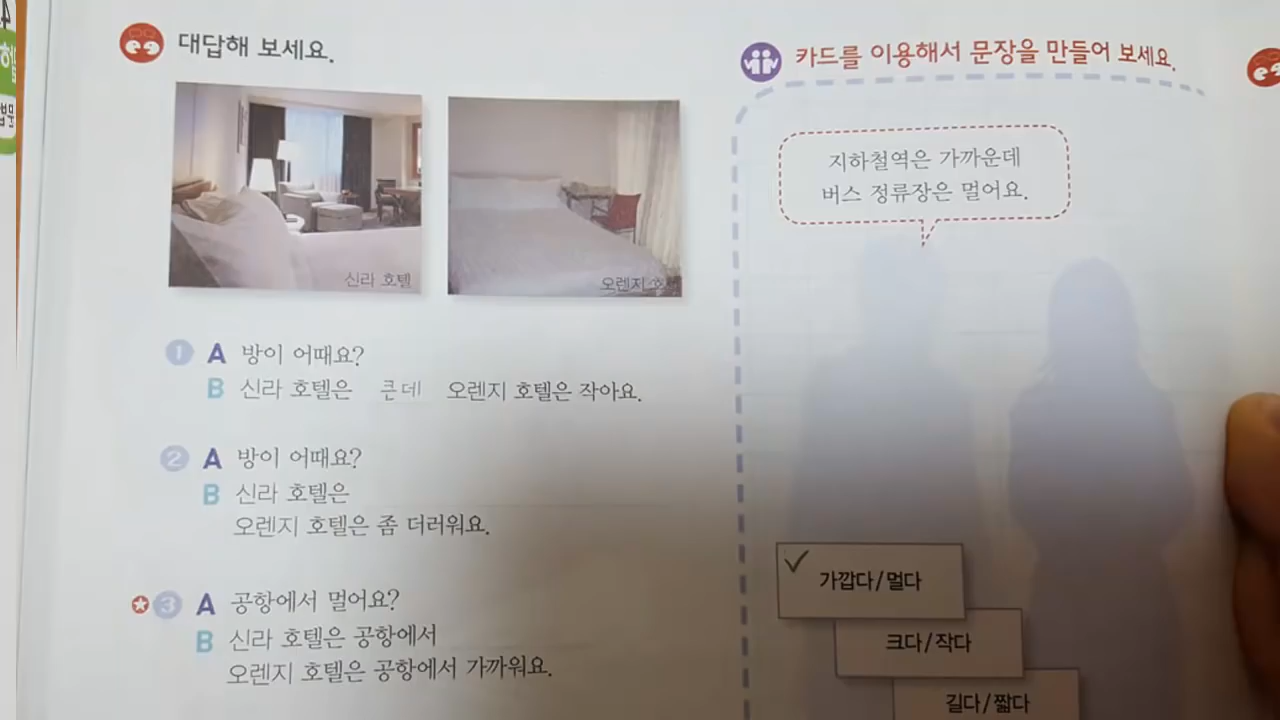 대답해 보세요.
신라 호텔
오렌지
1 A 방이 어때요?
B 신라 호텔은 큰데 오렌지 호텔은 작아요.
2 A 방이 어때요?
B 신라 호텔은
오렌지 호텔은 좀 더러워요.
3 A 공항에서 멀어요?
B 신라 호텔은 공항에서
오렌지 호텔은 공항에서 가까워요.
카드를 이용해서 문장을 만들어 보세요.
지하철역은 가까운데
버스 정류장은 멀어요.
가깝다/멀다
크다/작다
길다/짧다